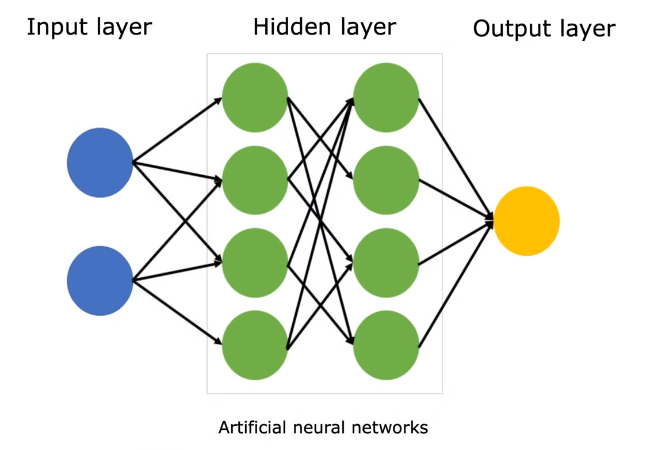 Input layer
Hidden layer
Output layer
Artificial neural networks